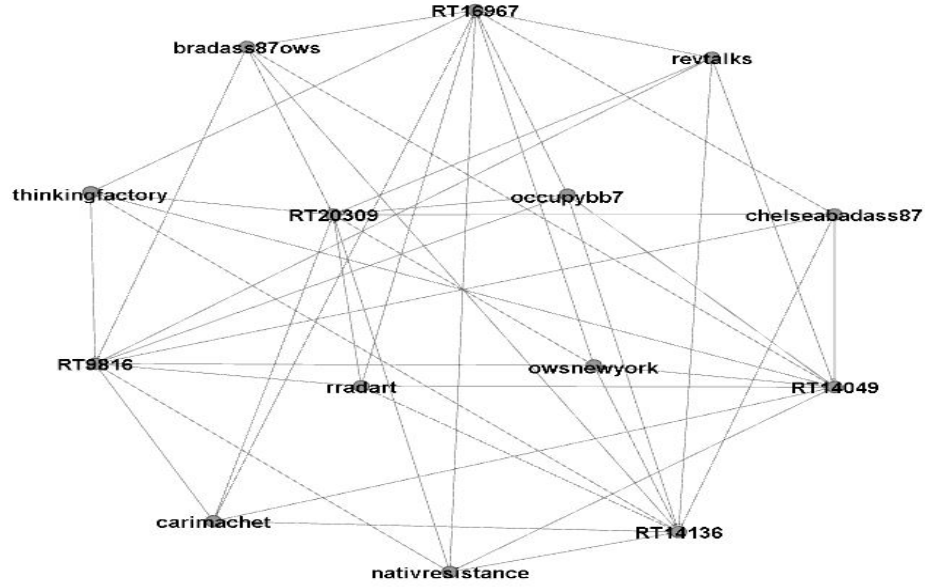 RT16967
bradass87ows
revtalks
thinkingfactory
occupybb7
RT20309
chelseabadass87
RT9816
owsnewyork
rradart
RT14049
carimachet
RT14136
nativresistance